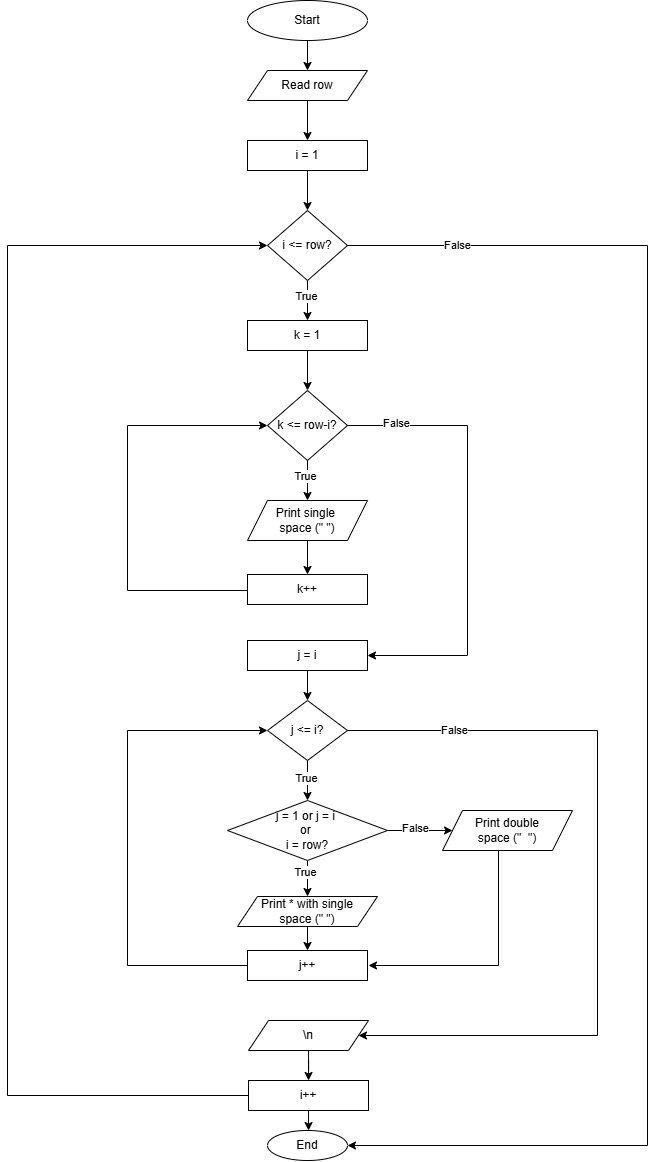 Start
Read row
i = 1
i <= row?
False
True
k = 1
k <= row-i?
False
True
Print single
space (" ")
k++
j = i
j <= i?
False
True
j = 1 or j = i
or
i = row?
False
Print double
space ("  ")
True
Print * with single
space (" ")
j++
\n
i++
End